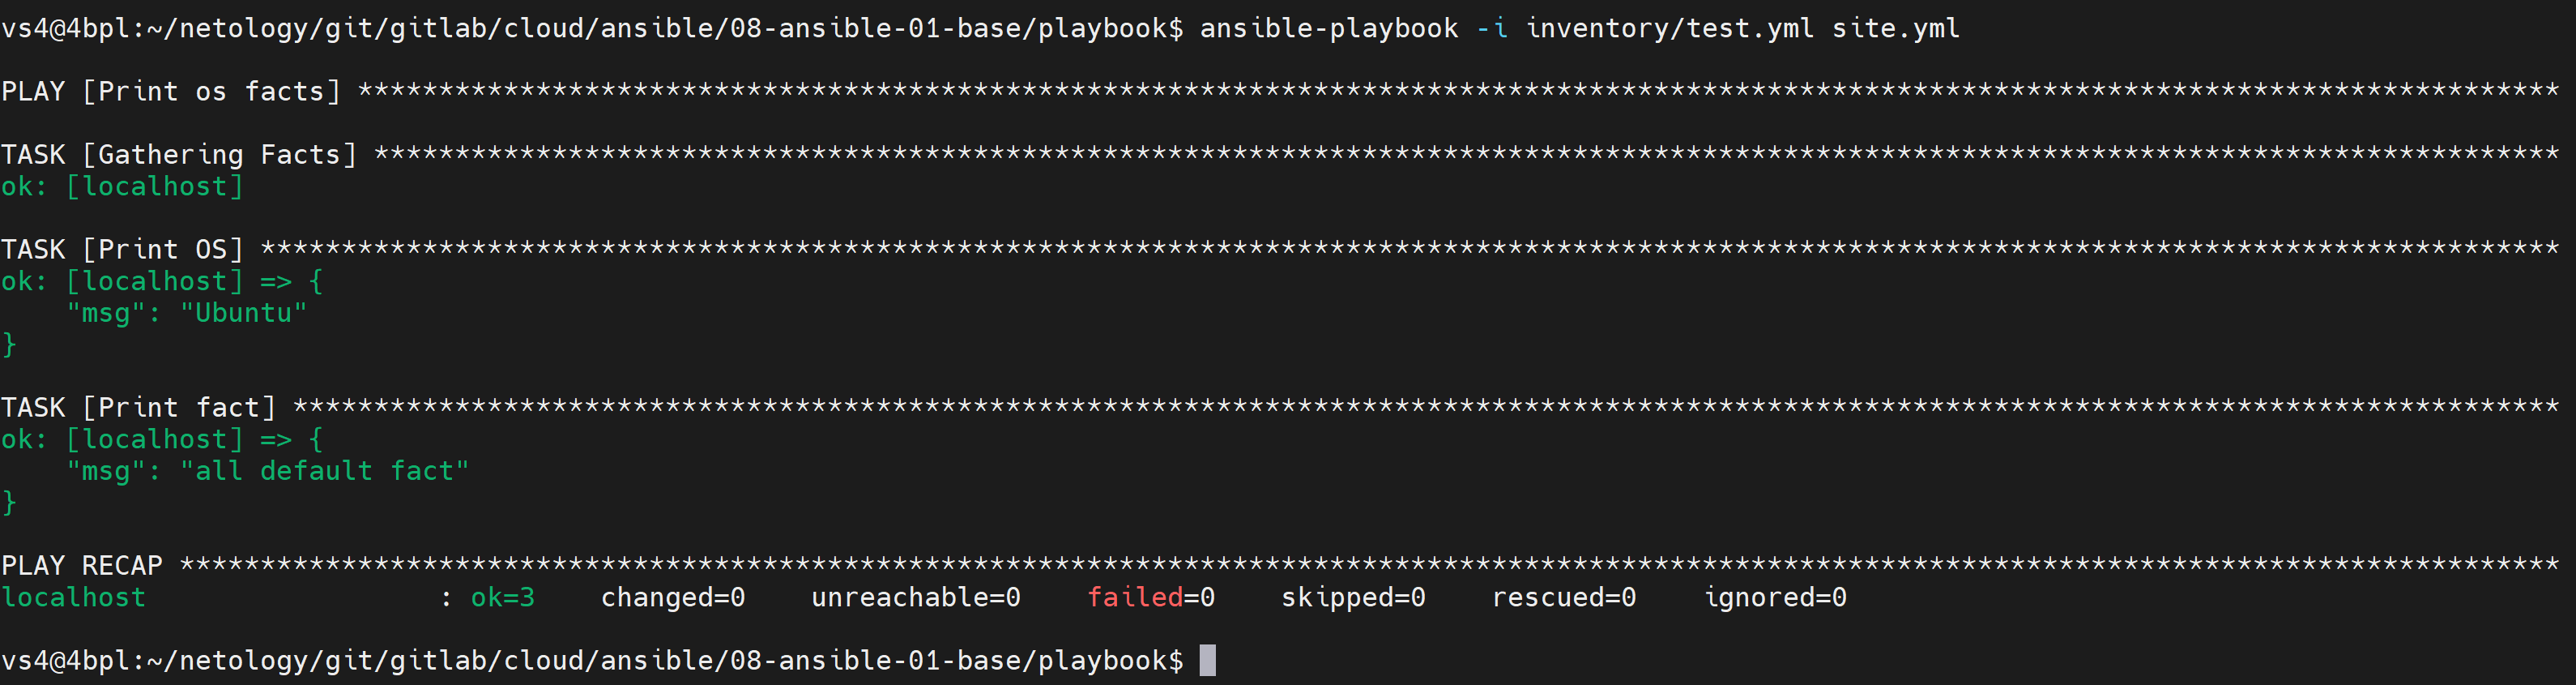 vs4@4bpl:~/netology/git/gitlab/cloud/ansible/08-ansible-01-base/playbook$ ansible-playbook -i inventory/test.yml site.yml
PLAY [Print os facts] ****************************************************************************************************************************************
TASK [Gathering Facts] ***************************************************************************************************************************************
ok: [localhost]
TASK [Print OS] **********************************************************************************************************************************************
ok: [localhost] => {
    "msg": "Ubuntu"
}
TASK [Print fact] ********************************************************************************************************************************************
ok: [localhost] => {
    "msg": "all default fact"
}
PLAY RECAP ***************************************************************************************************************************************************
localhost                  : ok=3    changed=0    unreachable=0    failed=0    skipped=0    rescued=0    ignored=0
vs4@4bpl:~/netology/git/gitlab/cloud/ansible/08-ansible-01-base/playbook$